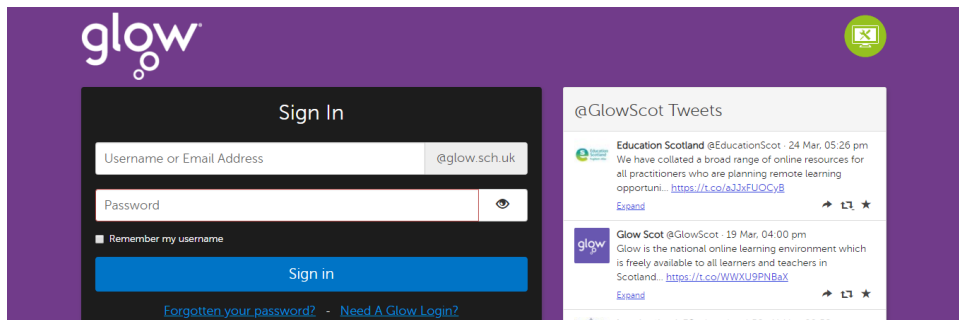 glow
Sign In
Username or Email Address @glow.sch.uk
Password
Remember my username
Sign in
Forgotten your password? - Need A Glow Login?
@GlowScot Tweets
Education Scotland @EducationScot · 24 Mar, 05:26 pm
We have collated a broad range of online resources for
all practitioners who are planning remote learning
opportuni... https://t.co/aJJxFUOCyB
Expand
glow
Glow Scot @GlowScot · 19 Mar, 04:00 pm
Glow is the national online learning environment which
is freely available to all learners and teachers in
Scotland... https://t.co/WWXU9PNBaX
Expand